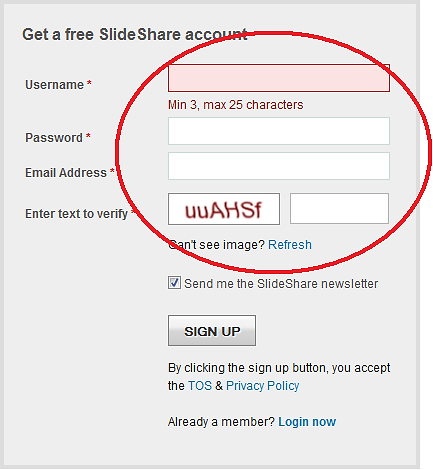 Get a free SlideShare account
Username *
Min 3, max 25 characters
Password *
Email Address *
Enter text to verify * uuAHSf
Can't see image? Refresh
Send me the SlideShare newsletter
SIGN UP
By clicking the sign up button, you accept
the TOS & Privacy Policy
Already a member? Login now